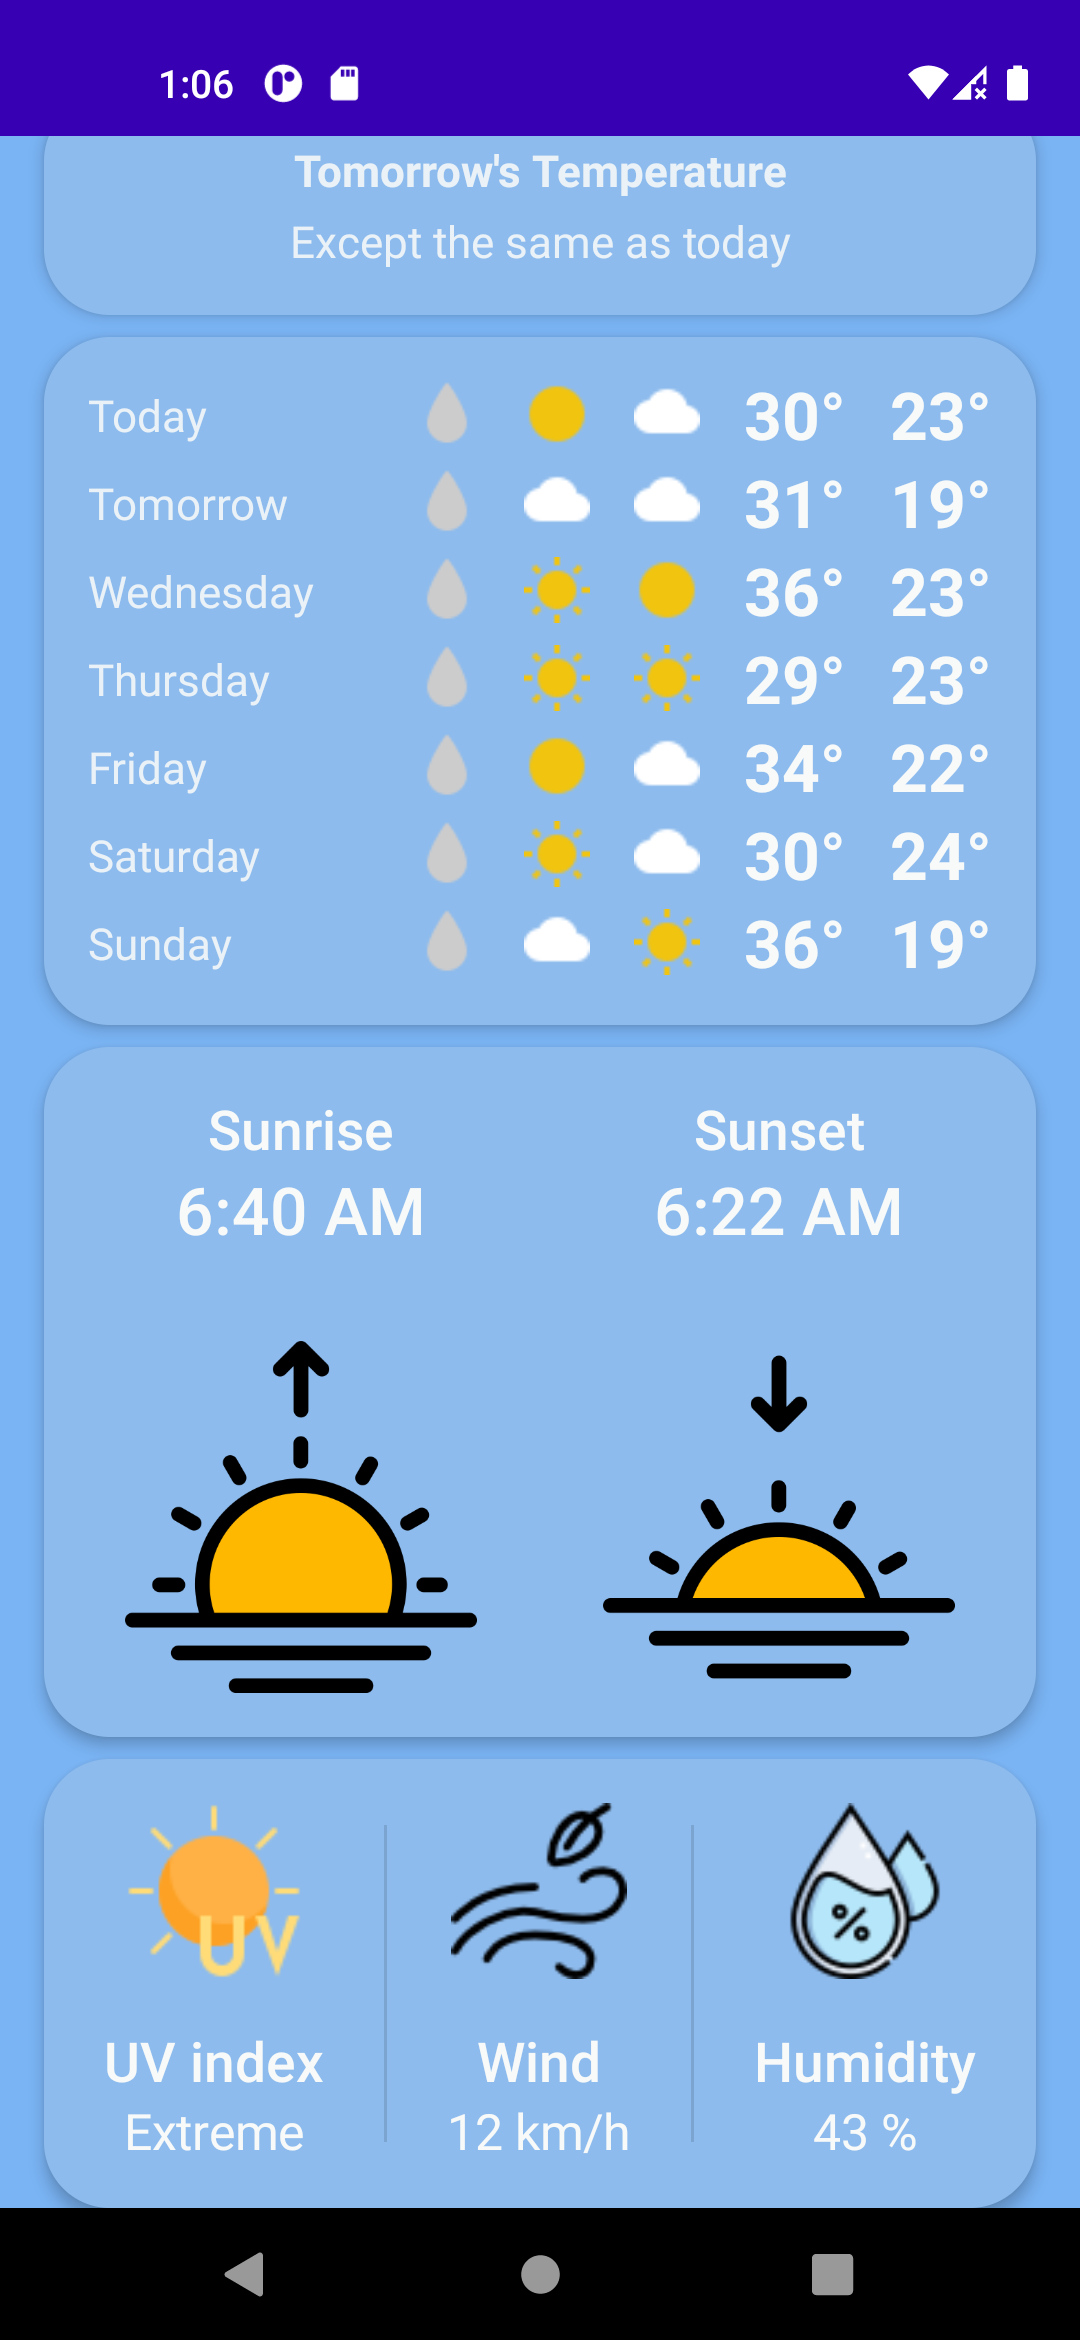 1:06
Tomorrow's Temperature
Except the same as today
Today 30° 23°
Tomorrow 31° 19°
Wednesday 36° 23°
Thursday 29° 23°
Friday 34° 22°
Saturday 30° 24°
Sunday 36° 19°
Sunrise Sunset
6:40 AM 6:22 AM
UV %
UV index Wind Humidity
Extreme 12 km/h 43 %